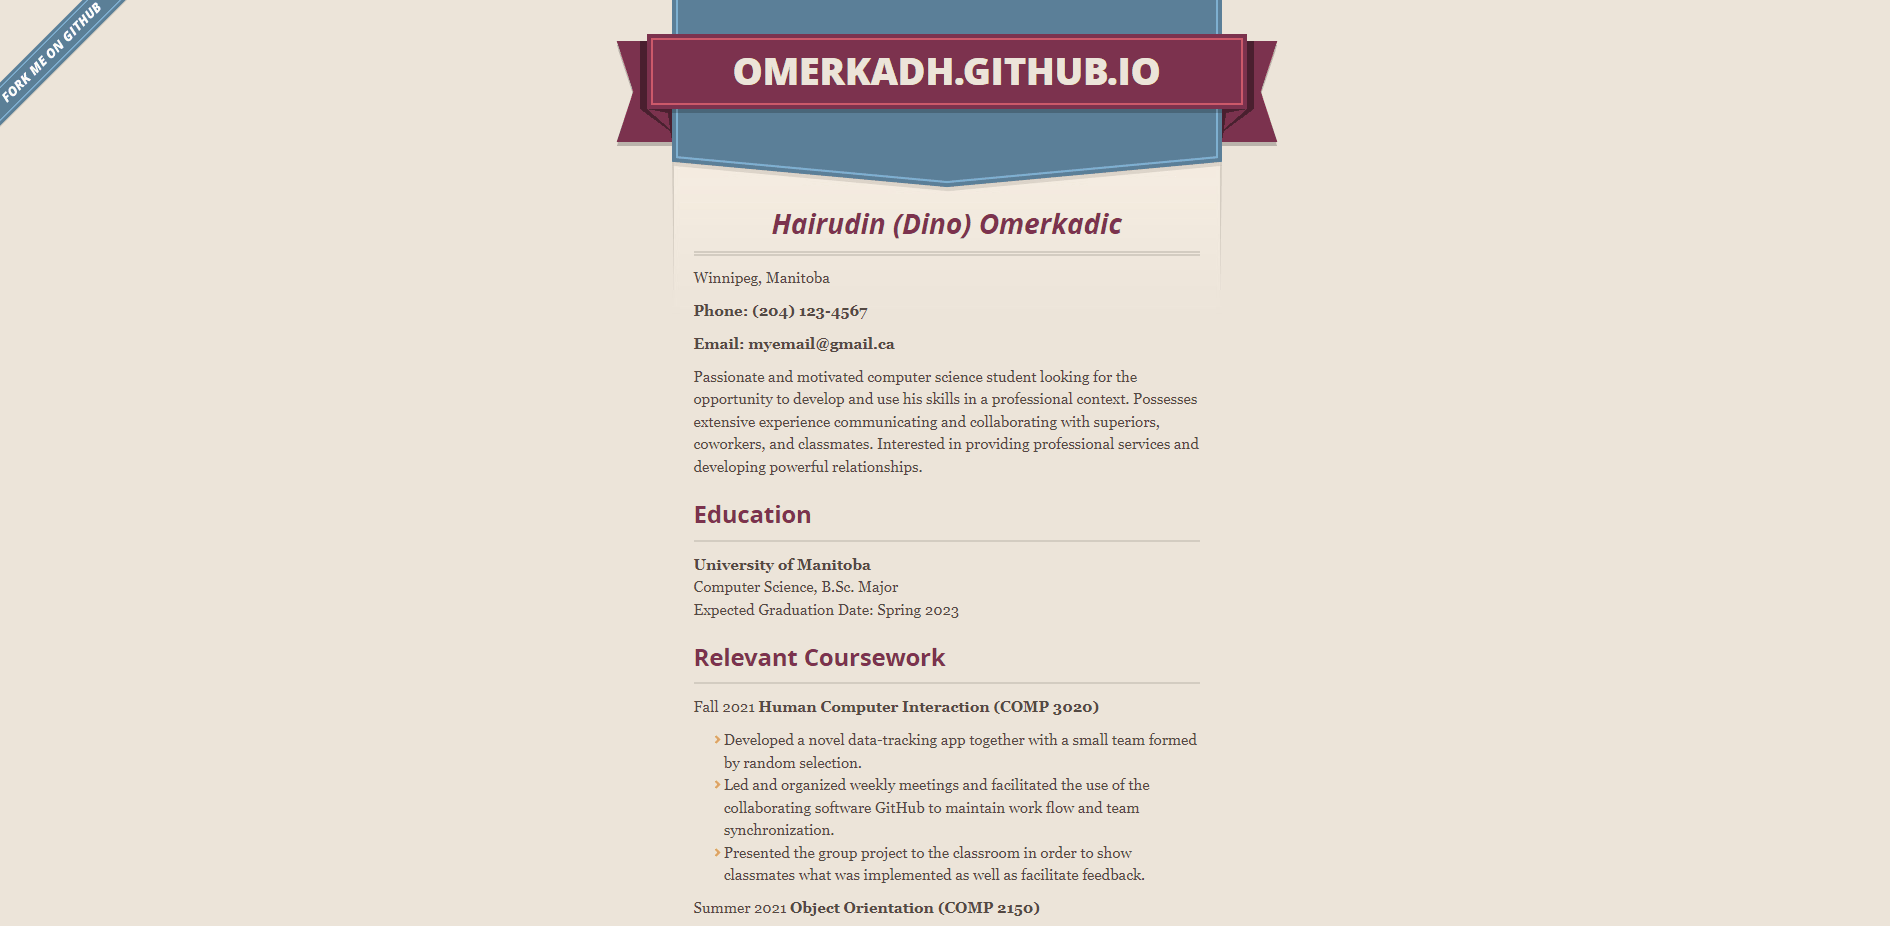 FORK ME ON GITHUB
OMERKADH.GITHUB.IO
Hairudin (Dino) Omerkadic
Winnipeg, Manitoba
Phone: (204) 123-4567
Email: myemail@gmail.ca
Passionate and motivated computer science student looking for the
opportunity to develop and use his skills in a professional context. Possesses
extensive experience communicating and collaborating with superiors,
coworkers, and classmates. Interested in providing professional services and
developing powerful relationships.
Education
University of Manitoba
Computer Science, B.Sc. Major
Expected Graduation Date: Spring 2023
Relevant Coursework
Fall 2021 Human Computer Interaction (COMP 3020)
› Developed a novel data-tracking app together with a small team formed
by random selection.
› Led and organized weekly meetings and facilitated the use of the
collaborating software GitHub to maintain work flow and team
synchronization.
› Presented the group project to the classroom in order to show
classmates what was implemented as well as facilitate feedback.
Summer 2021 Object Orientation (COMP 2150)